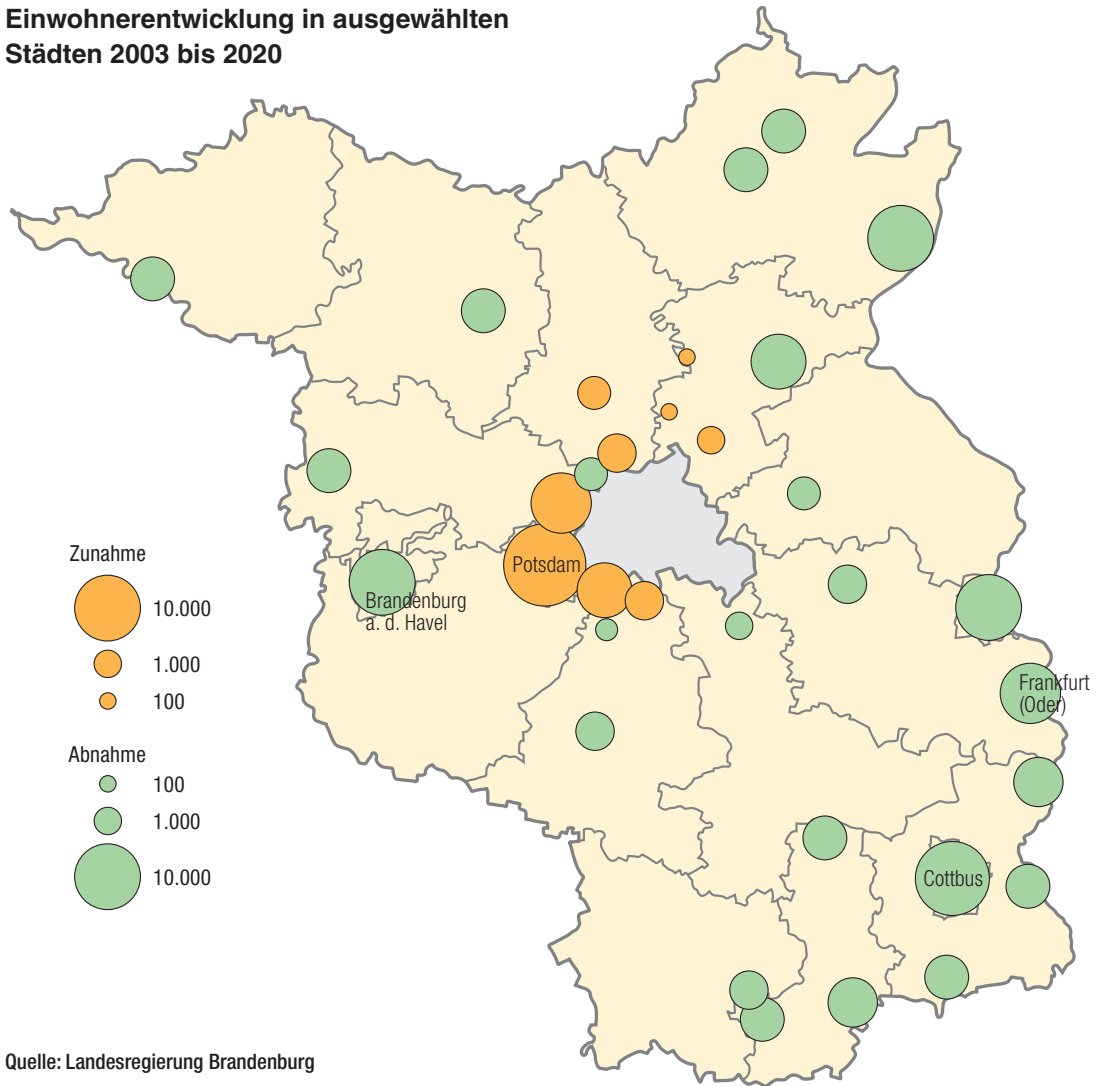 Einwohnerentwicklung in ausgewählten
Städten 2003 bis 2020
Potsdam
Zunahme
10.000
1.000
100
Brandenburg
a. d. Havel
Frankfurt
(Oder)
Abnahme
100
1.000
10.000
Cottbus
Quelle: Landesregierung Brandenburg